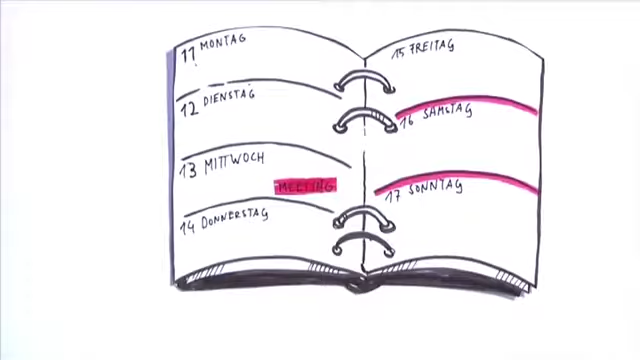 11 MONTAG
12 DIENSTAG
13 MITTWOCH
MEETING
14 DONNERSTAG
15 FREITAG
16 SAMSTAG
17 SONNTAG